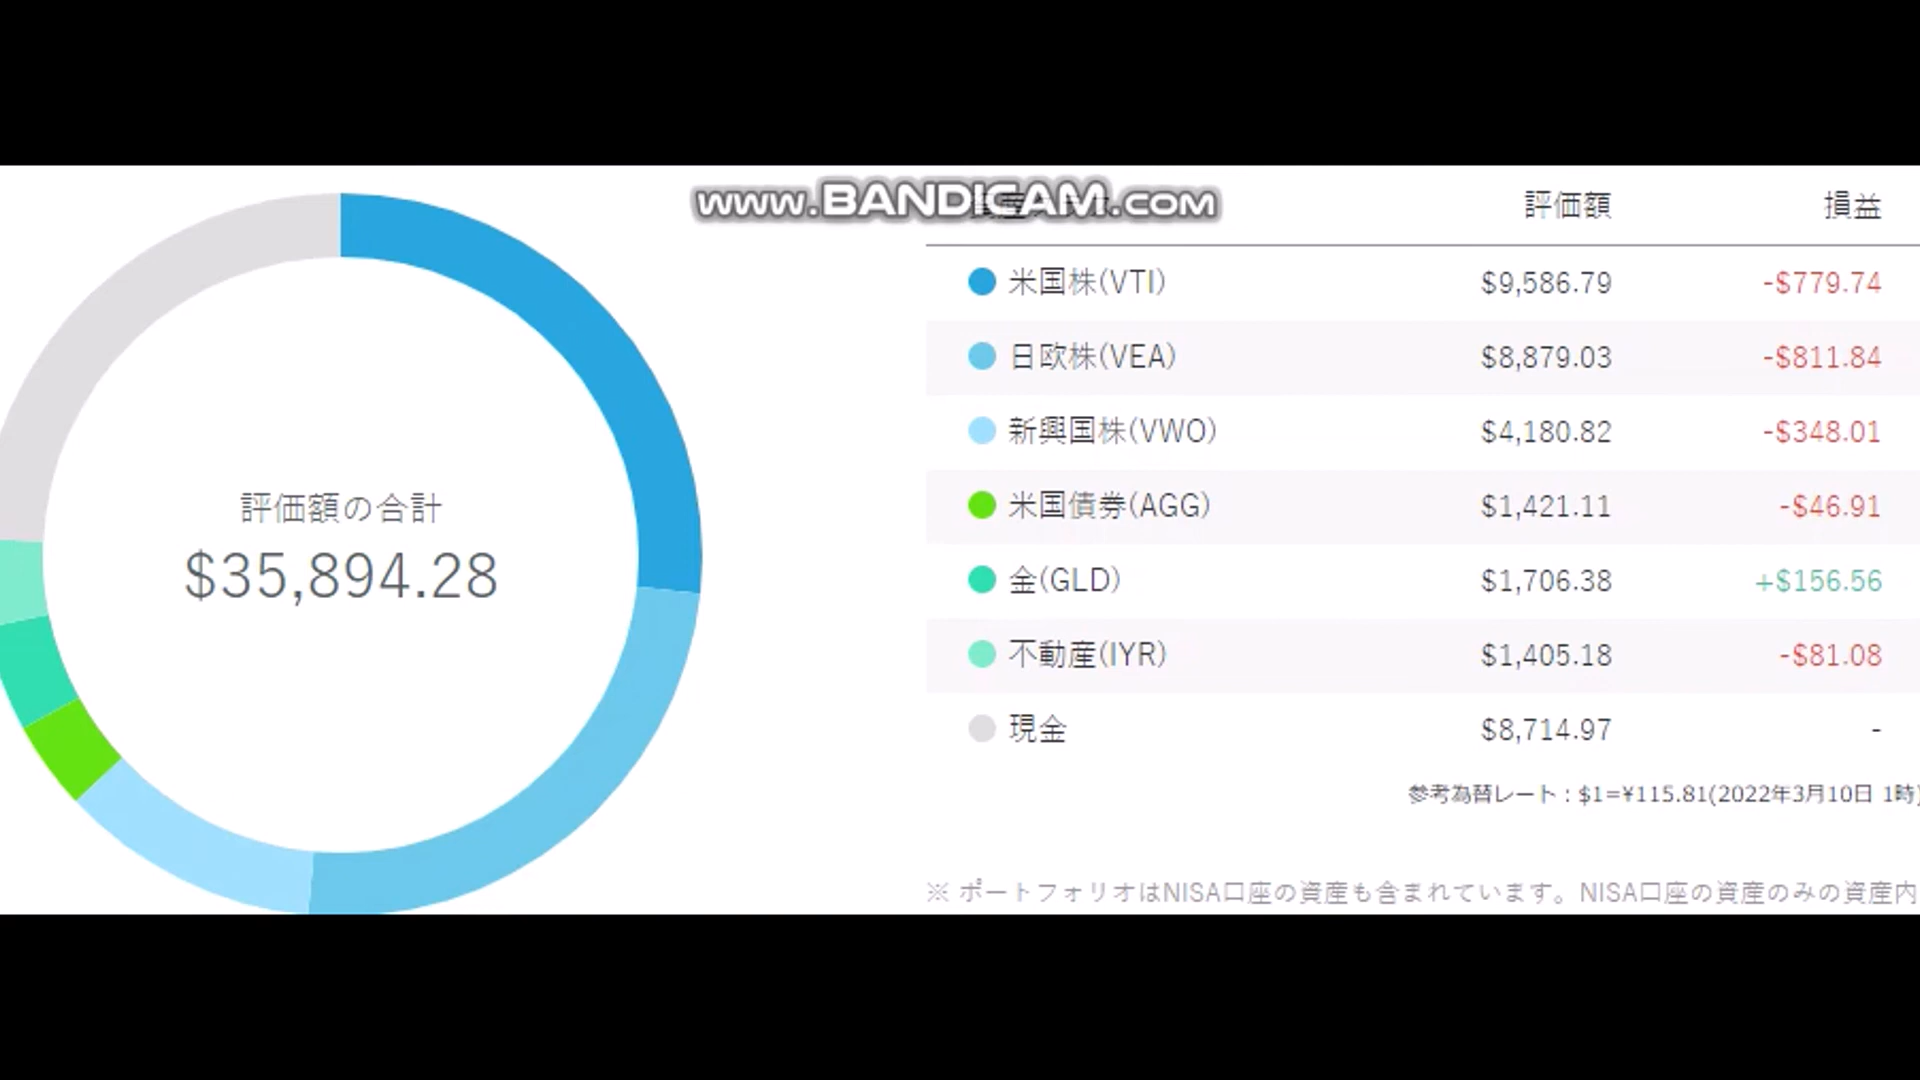 www.BANDICAM.com
評価額 損益
米国株(VTI) $9,586.79 -$779.74
日欧株(VEA) $8,879.03 -$811.84
新興国株(VWO) $4,180.82 -$348.01
米国債券(AGG) $1,421.11 -$46.91
金(GLD) $1,706.38 +$156.56
不動産(IYR) $1,405.18 -$81.08
現金 $8,714.97 -
参考為替レート : $1=¥115.81(2022年3月10日 1時)
※ ポートフォリオはNISA口座の資産も含まれています。NISA口座の資産のみの資産内
評価額の合計
$35,894.28